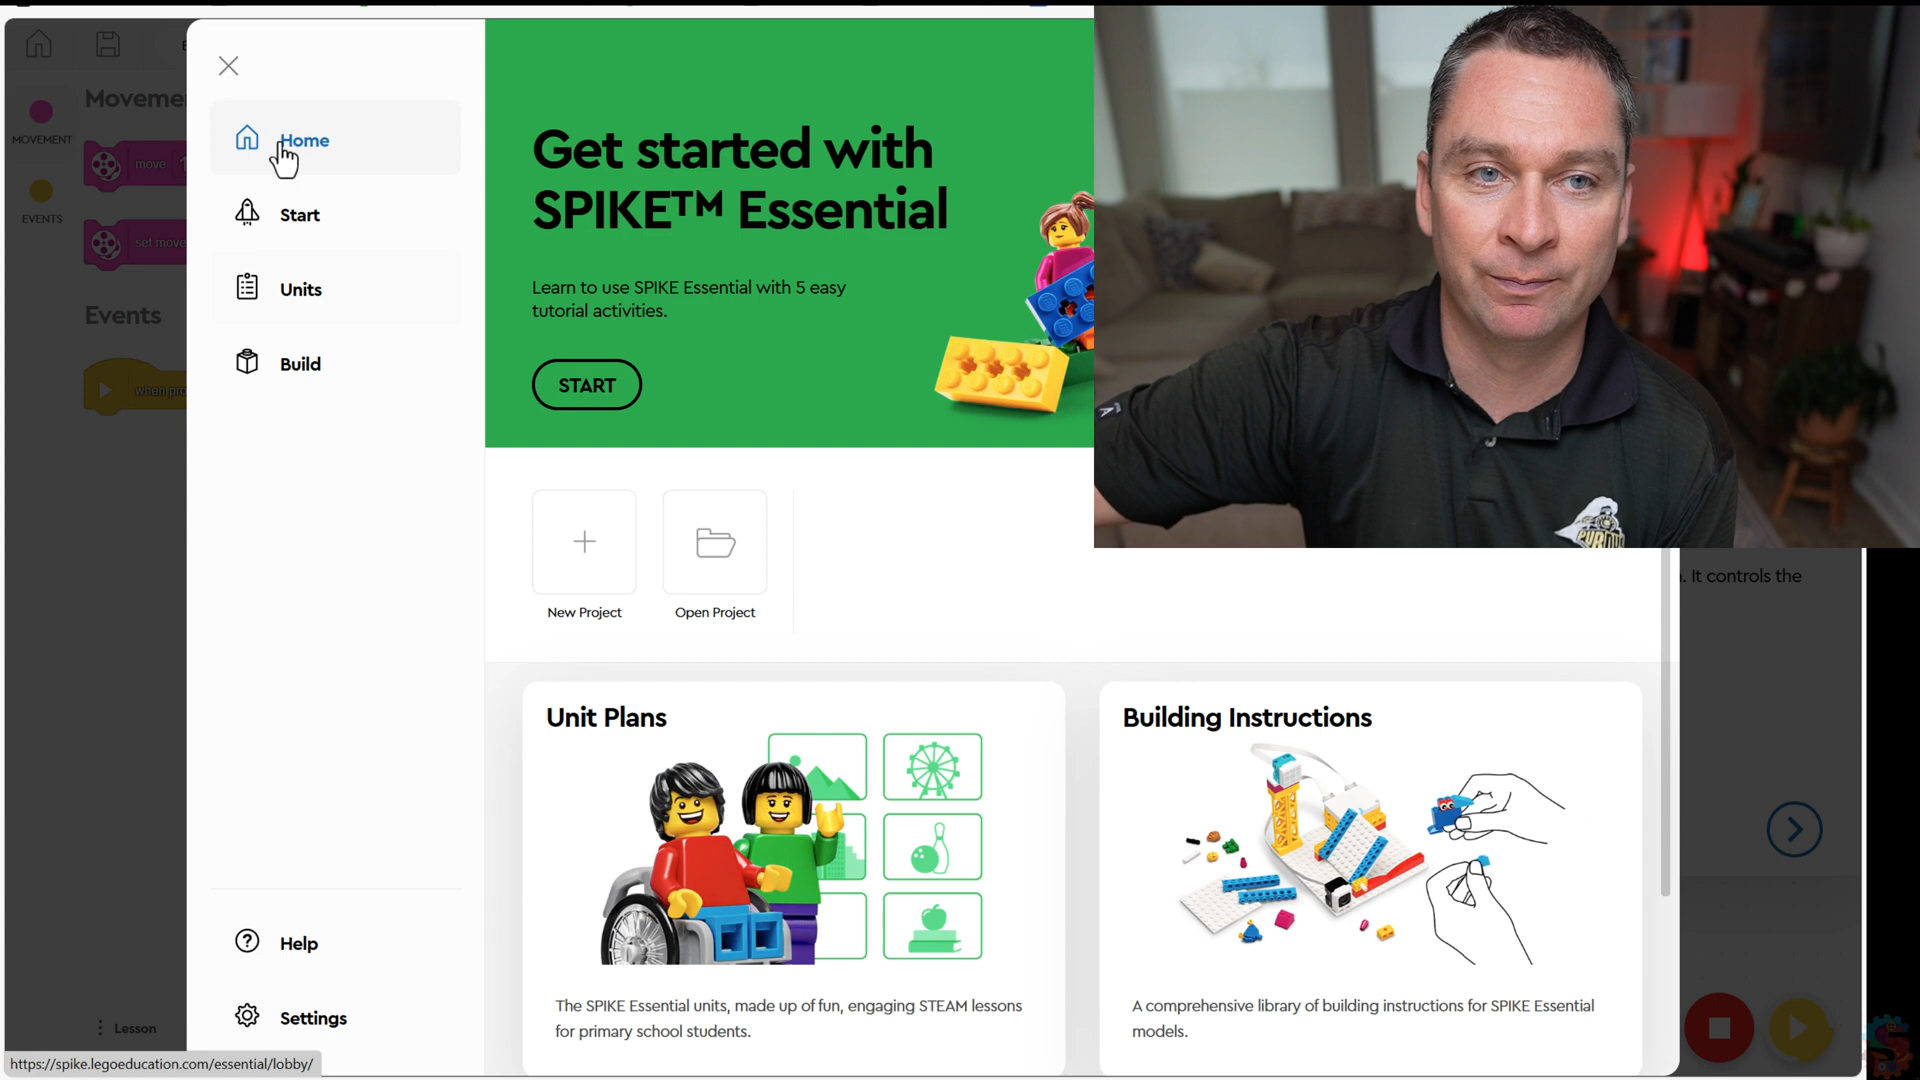 Home
Start
Units
Build
Help
Settings
Get started with
SPIKE™ Essential
Learn to use SPIKE Essential with 5 easy
tutorial activities.
START
New Project
Open Project
Unit Plans
The SPIKE Essential units, made up of fun, engaging STEAM lessons
for primary school students.
Building Instructions
A comprehensive library of building instructions for SPIKE Essential
models.
MOVEMENT
EVENTS
move
set move
Events
Lesson
. It controls the
https://spike.legoeducation.com/essential/lobby/